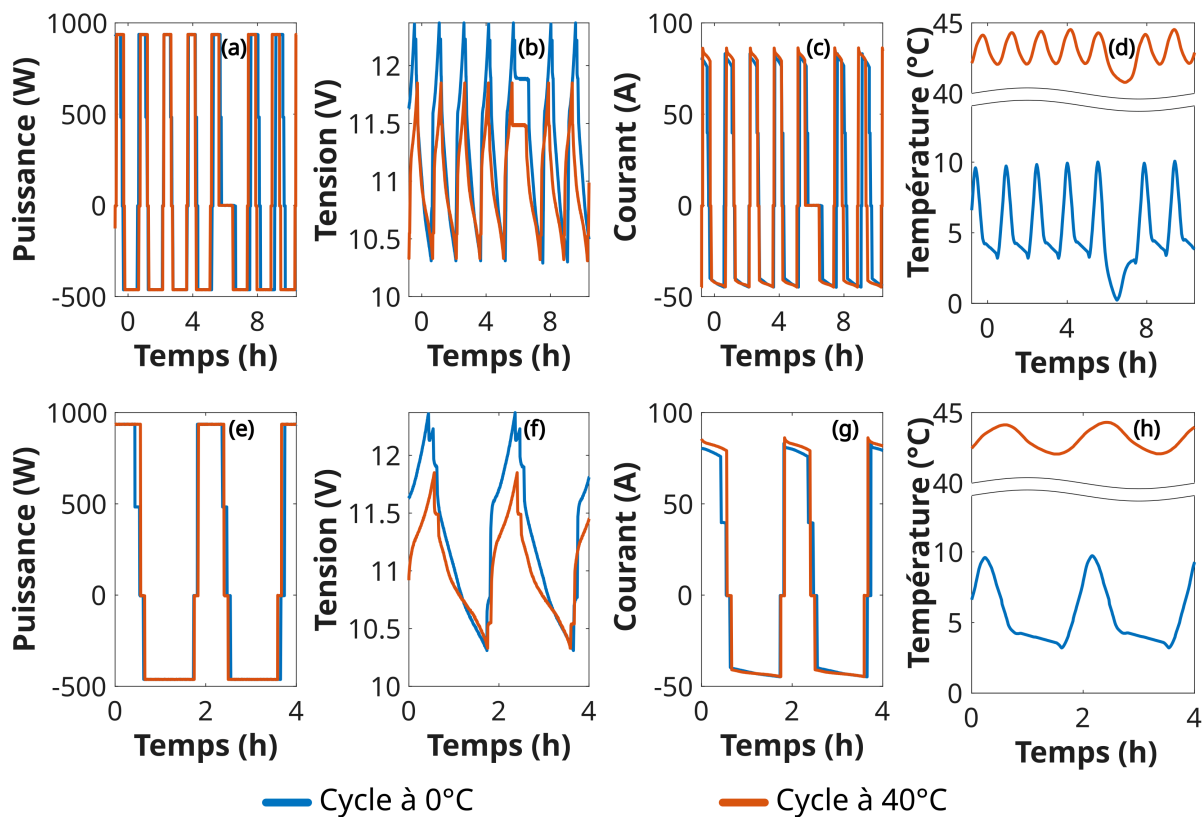 Puissance (W)
1000
500
0
-500
0 4 8
Temps (h)
(a)
Tension (V)
12
11.5
11
10.5
10
0 4 8
Temps (h)
(b)
Courant (A)
100
50
0
-50
0 4 8
Temps (h)
(c)
Température (°C)
45
40
10
5
0
0 4 8
Temps (h)
(d)
Puissance (W)
1000
500
0
-500
0 2 4
Temps (h)
(e)
Tension (V)
12
11.5
11
10.5
10
0 2 4
Temps (h)
(f)
Courant (A)
100
50
0
-50
0 2 4
Temps (h)
(g)
Température (°C)
45
40
10
5
0
0 2 4
Temps (h)
(h)
Cycle à 0°C
Cycle à 40°C